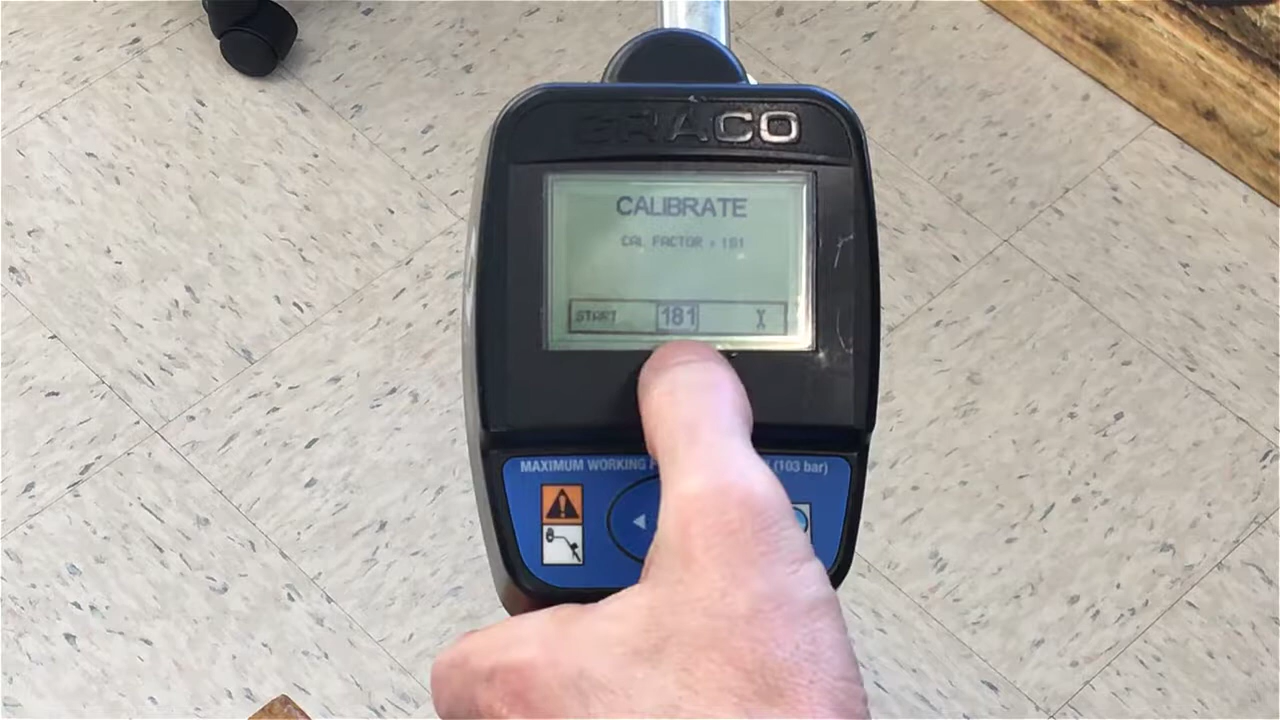 GRACO
CALIBRATE
CAL FACTOR = 181
START 181 X
MAXIMUM WORKING (103 bar)